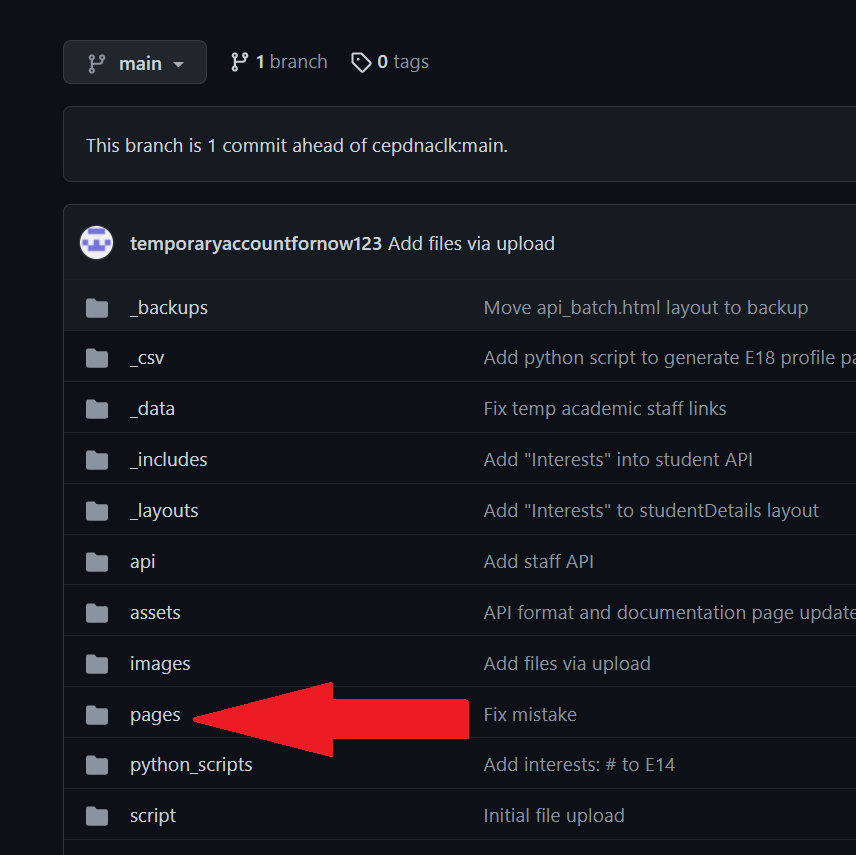 main 1 branch 0 tags
This branch is 1 commit ahead of cepdnaclk:main.
temporaryaccountfornow123 Add files via upload
_backups Move api_batch.html layout to backup
_csv Add python script to generate E18 profile pa
_data Fix temp academic staff links
_includes Add "Interests" into student API
_layouts Add "Interests" to studentDetails layout
api Add staff API
assets API format and documentation page update
images Add files via upload
pages Fix mistake
python_scripts Add interests: # to E14
script Initial file upload